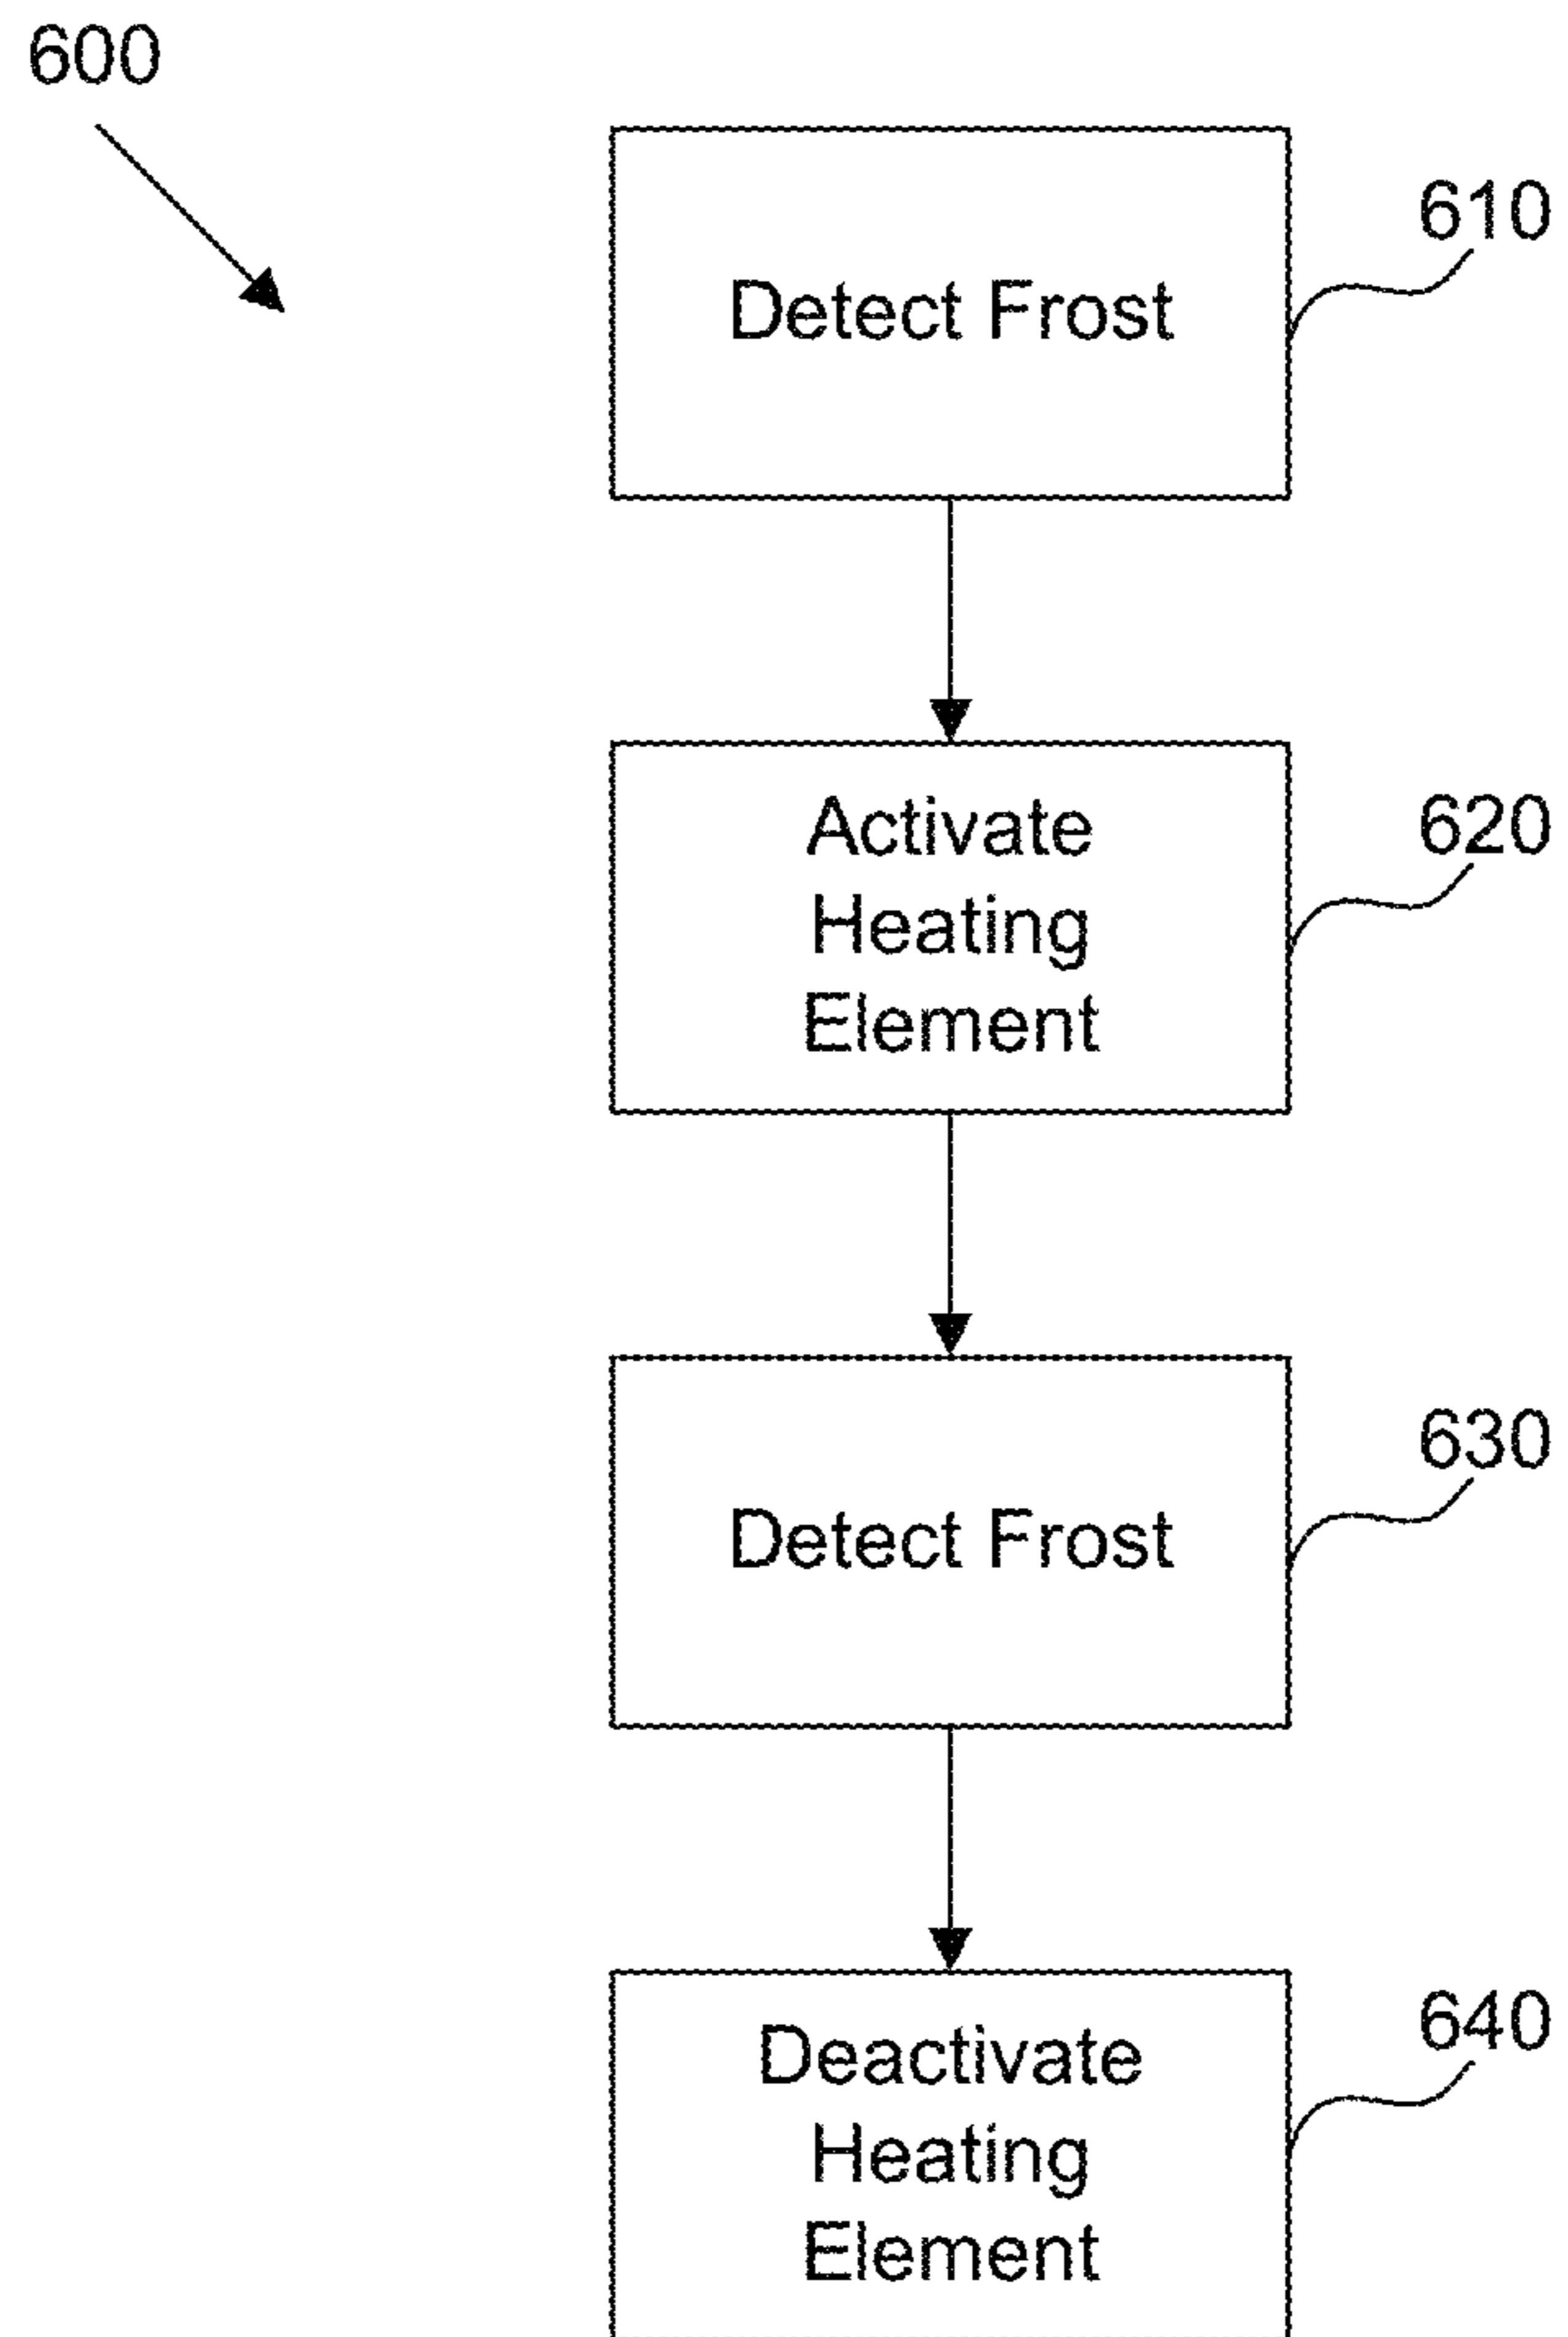 600
610
Detect Frost
620
Activate
Heating
Element
630
Detect Frost
640
Deactivate
Heating
Element